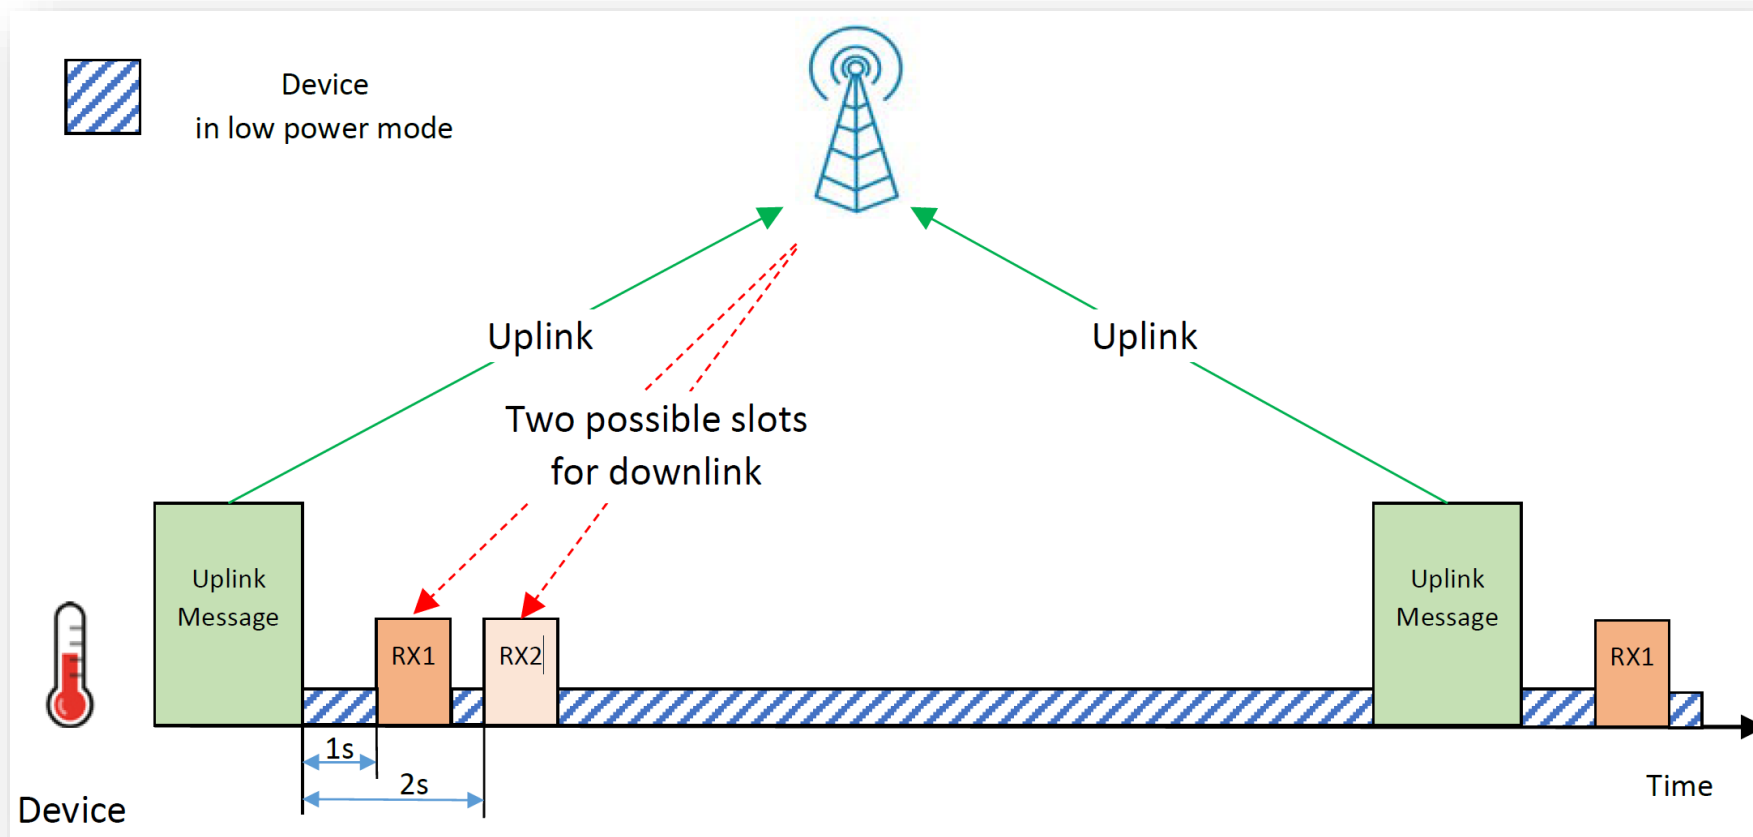 Device
in low power mode
Uplink
Uplink
Two possible slots
for downlink
Uplink
Message
RX1
RX2
Uplink
Message
RX1
1s
2s
Time
Device